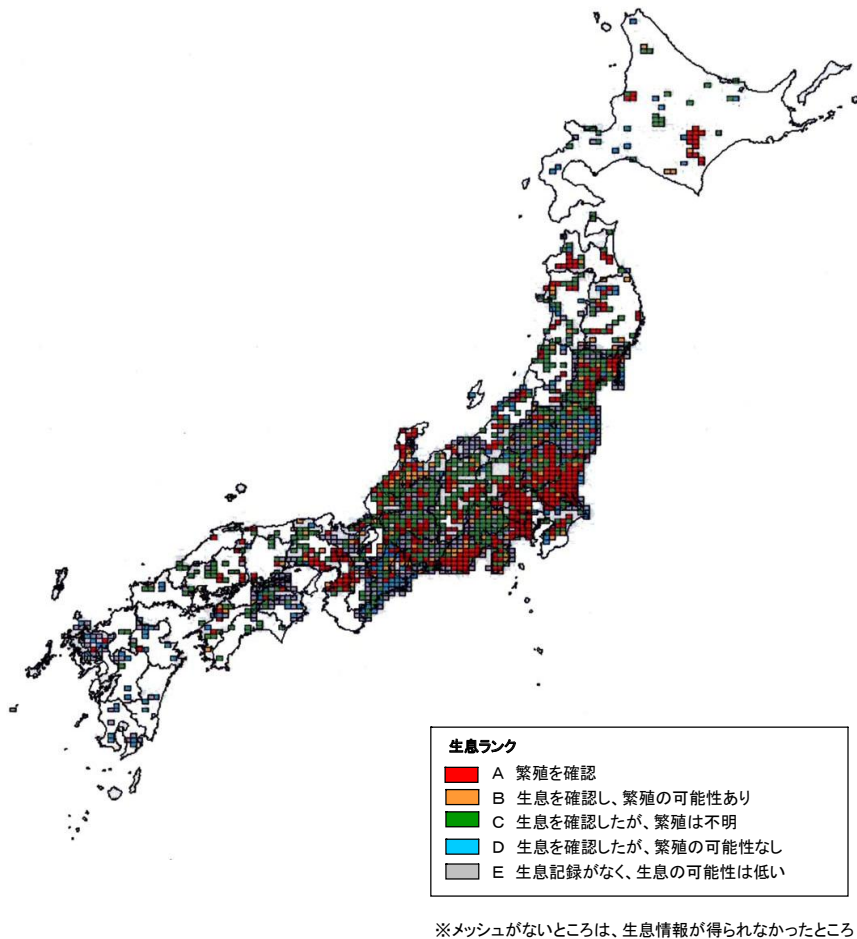 生息ランク
A 繁殖を確認
B 生息を確認し、繁殖の可能性あり
C 生息を確認したが、繁殖は不明
D 生息を確認したが、繁殖の可能性なし
E 生息記録がなく、生息の可能性は低い
※メッシュがないところは、生息情報が得られなかったところ